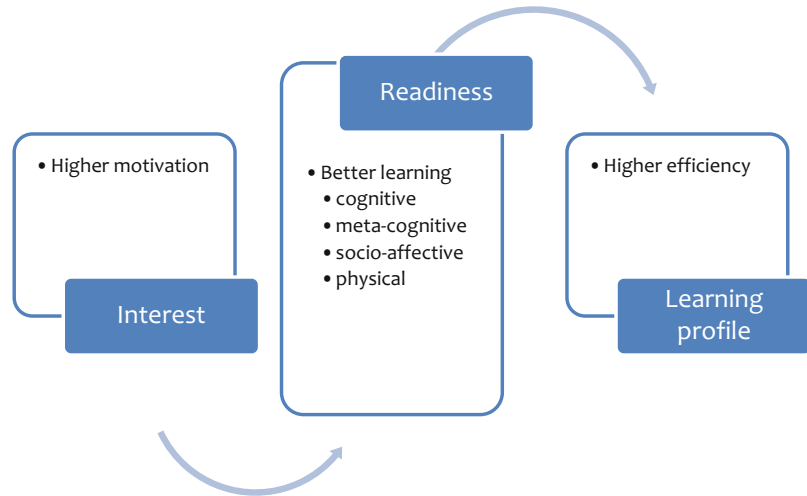 • Higher motivation
Interest
Readiness
• Better learning
• cognitive
• meta-cognitive
• socio-affective
• physical
• Higher efficiency
Learning
profile